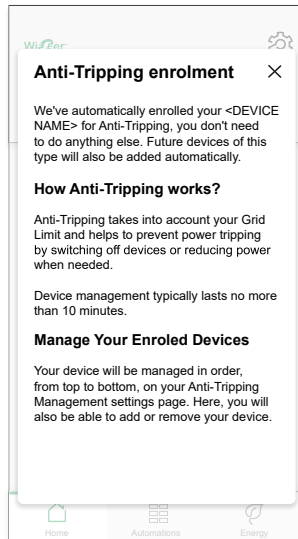 Wiser
Anti-Tripping enrolment
We've automatically enrolled your <DEVICE
NAME> for Anti-Tripping, you don't need
to do anything else. Future devices of this
type will also be added automatically.
How Anti-Tripping works?
Anti-Tripping takes into account your Grid
Limit and helps to prevent power tripping
by switching off devices or reducing power
when needed.
Device management typically lasts no more
than 10 minutes.
Manage Your Enroled Devices
Your device will be managed in order,
from top to bottom, on your Anti-Tripping
Management settings page. Here, you will
also be able to add or remove your device.
Home Automations Energy